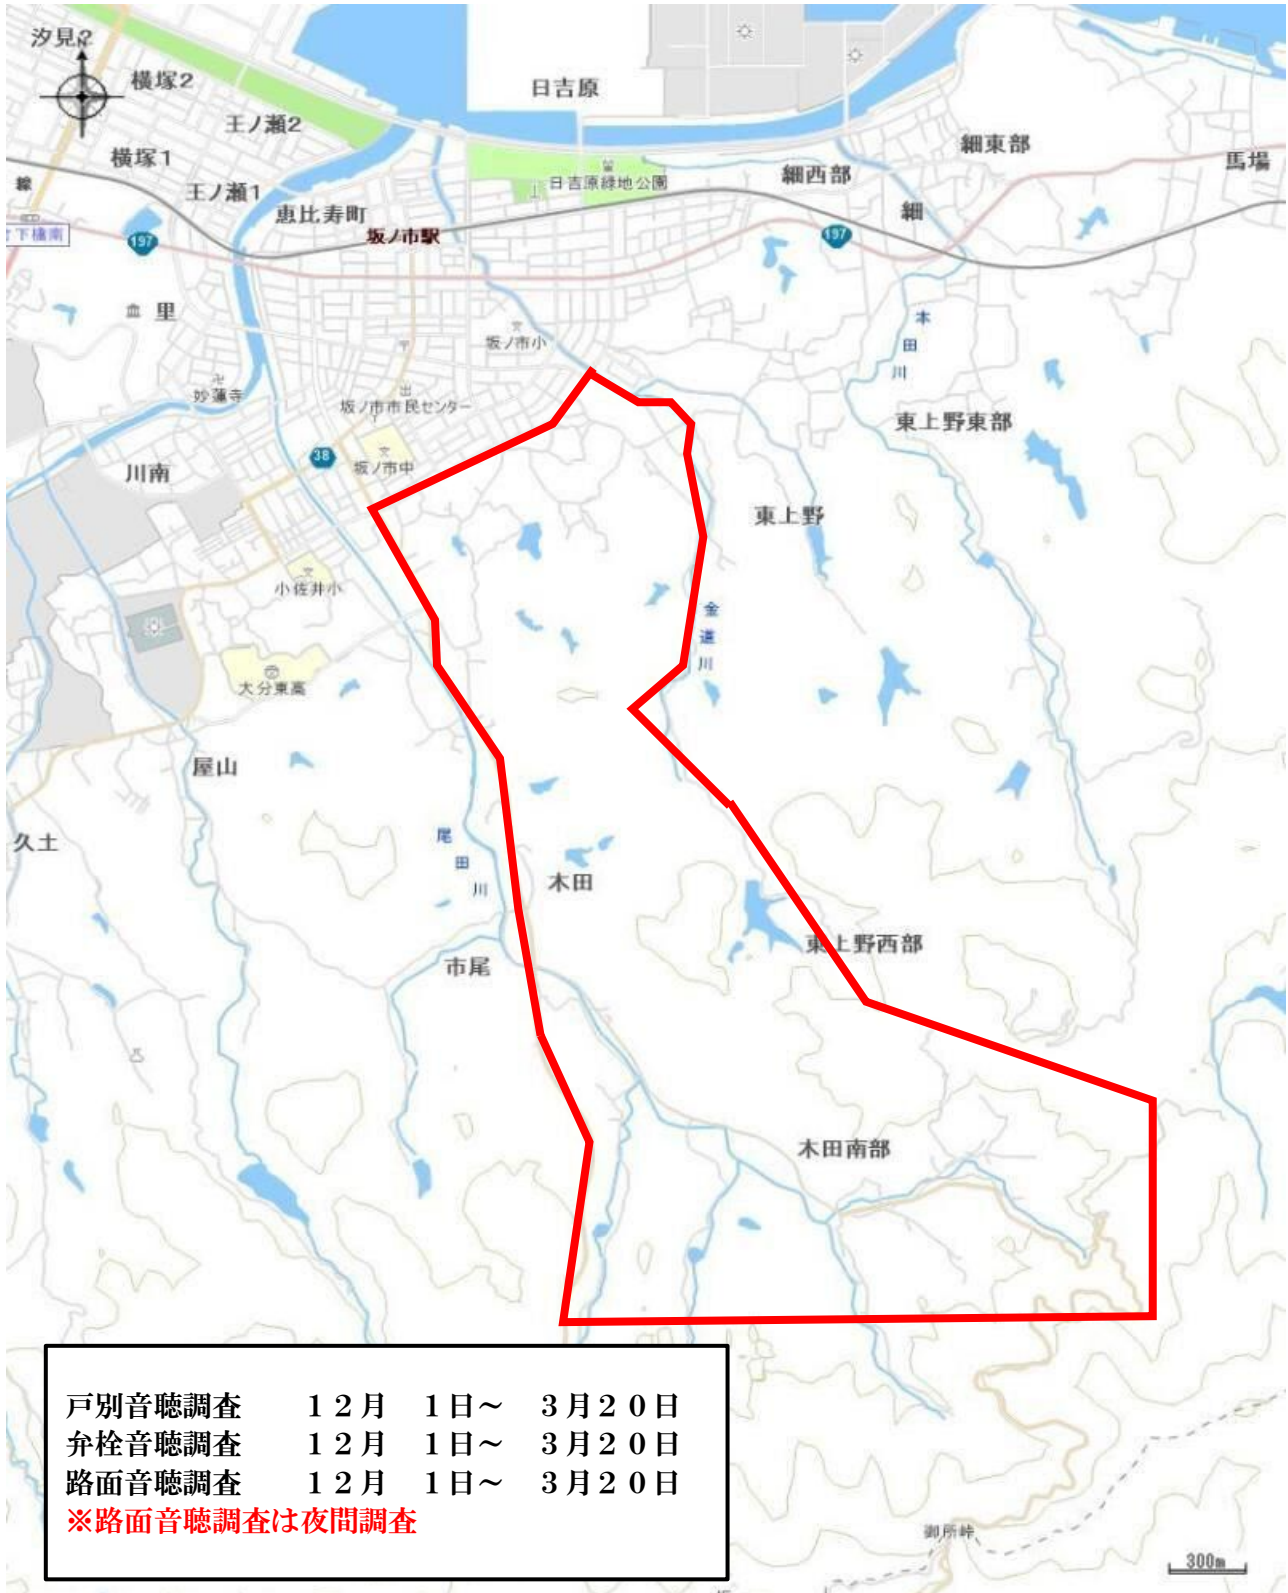 汐見2
N
横塚2
日吉原
王ノ瀬2
横塚1
細東部
馬場
線
王ノ瀬1
日吉原緑地公園
細西部
恵比寿町
細
下橋南
197
坂ノ市駅
197
里
本田川
坂ノ市小
妙蓮寺
坂ノ市市民センター
東上野東部
38
坂ノ市中
川南
東上野
小佐井小
金道川
大分東高
屋山
尾田川
久土
木田
東上野西部
市尾
木田南部
戸別音聴調査　　１２月　１日～　３月２０日
弁栓音聴調査　　１２月　１日～　３月２０日
路面音聴調査　　１２月　１日～　３月２０日
※路面音聴調査は夜間調査
御所峠
300m